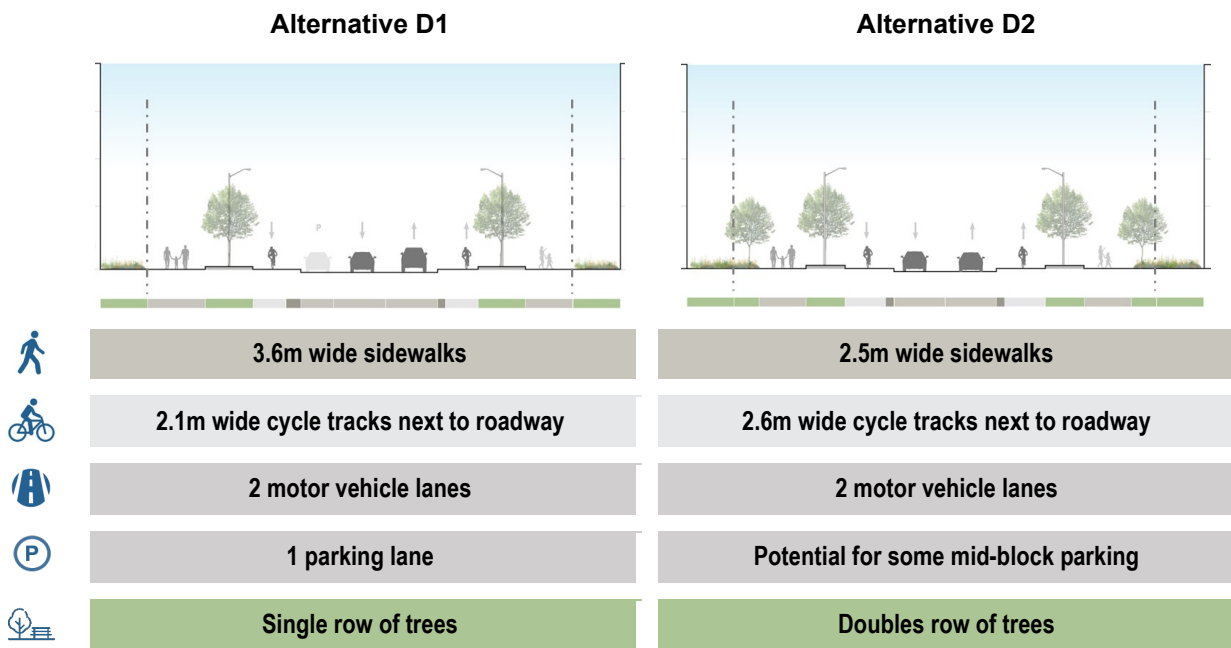 Alternative D1
Alternative D2
P
3.6m wide sidewalks
2.5m wide sidewalks
2.1m wide cycle tracks next to roadway
2.6m wide cycle tracks next to roadway
2 motor vehicle lanes
2 motor vehicle lanes
P
1 parking lane
Potential for some mid-block parking
Single row of trees
Doubles row of trees